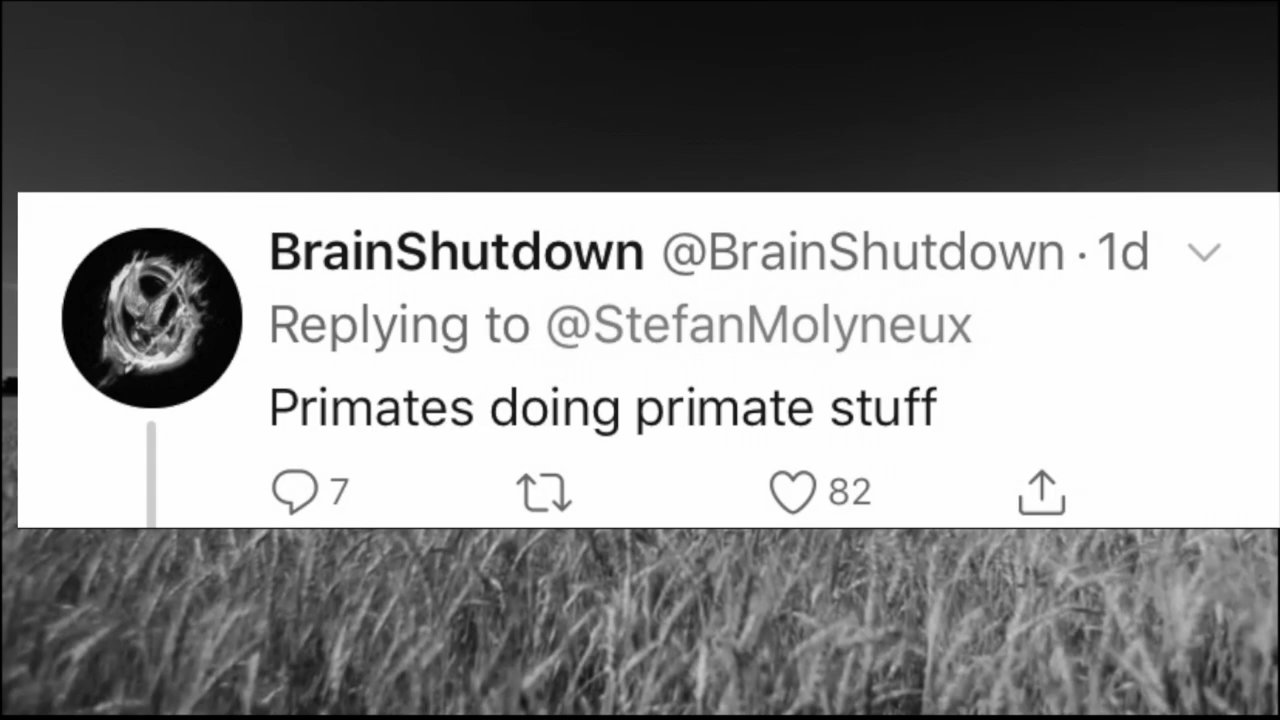 BrainShutdown @BrainShutdown · 1d
Replying to @StefanMolyneux
Primates doing primate stuff
7 82